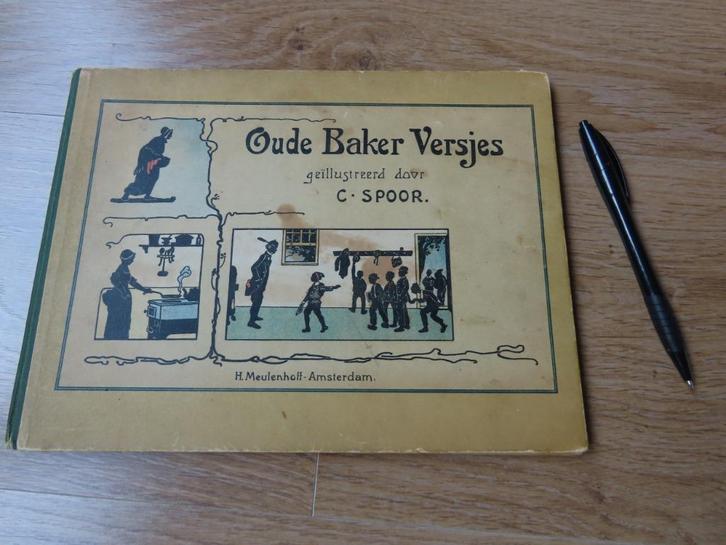 Oude Baker Versjes
geïllustreerd door
C. SPOOR.
H. Meulenhoff-Amsterdam.